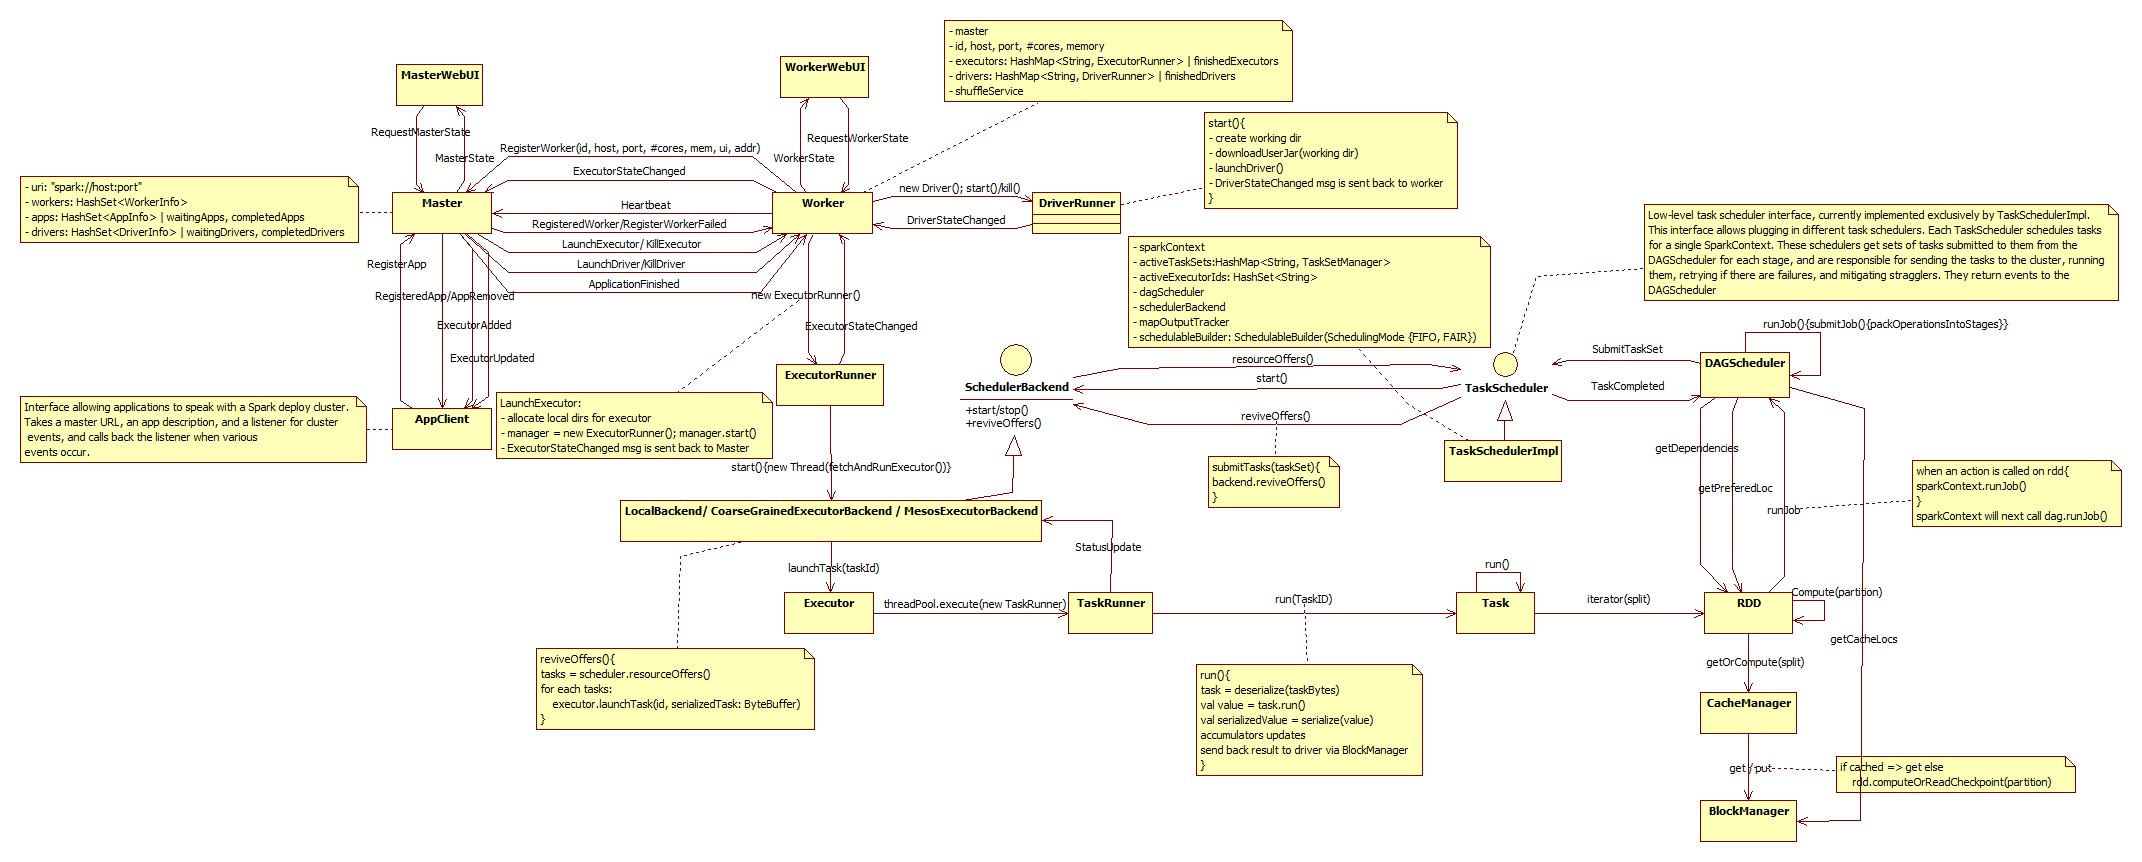 - master
- id, host, port, #cores, memory
- executors: HashMap<String, ExecutorRunner> | finishedExecutors
- drivers: HashMap<String, DriverRunner> | finishedDrivers
- shuffleService
MasterWebUI
WorkerWebUI
RequestMasterState
MasterState
RequestWorkerState
WorkerState
start(){
- create working dir
- downloadUserJar(working dir)
- launchDriver()
- DriverStateChanged msg is sent back to worker
}
- uri: "spark://host:port"
- workers: HashSet<WorkerInfo>
- apps: HashSet<AppInfo> | waitingApps, completedApps
- drivers: HashSet<DriverInfo> | waitingDrivers, completedDrivers
Master
RegisterWorker(id, host, port, #cores, mem, ui, addr)
ExecutorStateChanged
Heartbeat
RegisteredWorker/RegisterWorkerFailed
LaunchExecutor/ KillExecutor
LaunchDriver/KillDriver
ApplicationFinished
Worker
new Driver(); start()/kill()
DriverStateChanged
DriverRunner
Low-level task scheduler interface, currently implemented exclusively by TaskSchedulerImpl.
This interface allows plugging in different task schedulers. Each TaskScheduler schedules tasks
for a single SparkContext. These schedulers get sets of tasks submitted to them from the
DAGScheduler for each stage, and are responsible for sending the tasks to the cluster, running
them, retrying if there are failures, and mitigating stragglers. They return events to the
DAGScheduler
- sparkContext
- activeTaskSets:HashMap<String, TaskSetManager>
- activeExecutorIds: HashSet<String>
- dagScheduler
- schedulerBackend
- mapOutputTracker
- schedulableBuilder: SchedulableBuilder(SchedulingMode {FIFO, FAIR})
RegisterApp
RegisteredApp/AppRemoved
ExecutorAdded
ExecutorUpdated
new ExecutorRunner()
ExecutorStateChanged
runJob(){submitJob(){packOperationsIntoStages}}
SubmitTaskSet
DAGScheduler
TaskCompleted
resourceOffers()
start()
reviveOffers()
SchedulerBackend
+start/stop()
+reviveOffers()
TaskScheduler
ExecutorRunner
Interface allowing applications to speak with a Spark deploy cluster.
Takes a master URL, an app description, and a listener for cluster
events, and calls back the listener when various
events occur.
AppClient
LaunchExecutor:
- allocate local dirs for executor
- manager = new ExecutorRunner(); manager.start()
- ExecutorStateChanged msg is sent back to Master
TaskSchedulerImpl
submitTasks(taskSet){
backend.reviveOffers()
}
getDependencies
getPreferedLoc
runJob
when an action is called on rdd{
sparkContext.runJob()
}
sparkContext will next call dag.runJob()
start(){new Thread(fetchAndRunExecutor())}
LocalBackend/ CoarseGrainedExecutorBackend / MesosExecutorBackend
StatusUpdate
launchTask(taskId)
Executor
threadPool.execute(new TaskRunner)
TaskRunner
run(TaskID)
run()
Task
iterator(split)
RDD
Compute(partition)
getCacheLocs
getOrCompute(split)
reviveOffers(){
tasks = scheduler.resourceOffers()
for each tasks:
executor.launchTask(id, serializedTask: ByteBuffer)
}
run(){
task = deserialize(taskBytes)
val value = task.run()
val serializedValue = serialize(value)
accumulators updates
send back result to driver via BlockManager
}
CacheManager
get / put
if cached => get else
rdd.computeOrReadCheckpoint(partition)
BlockManager